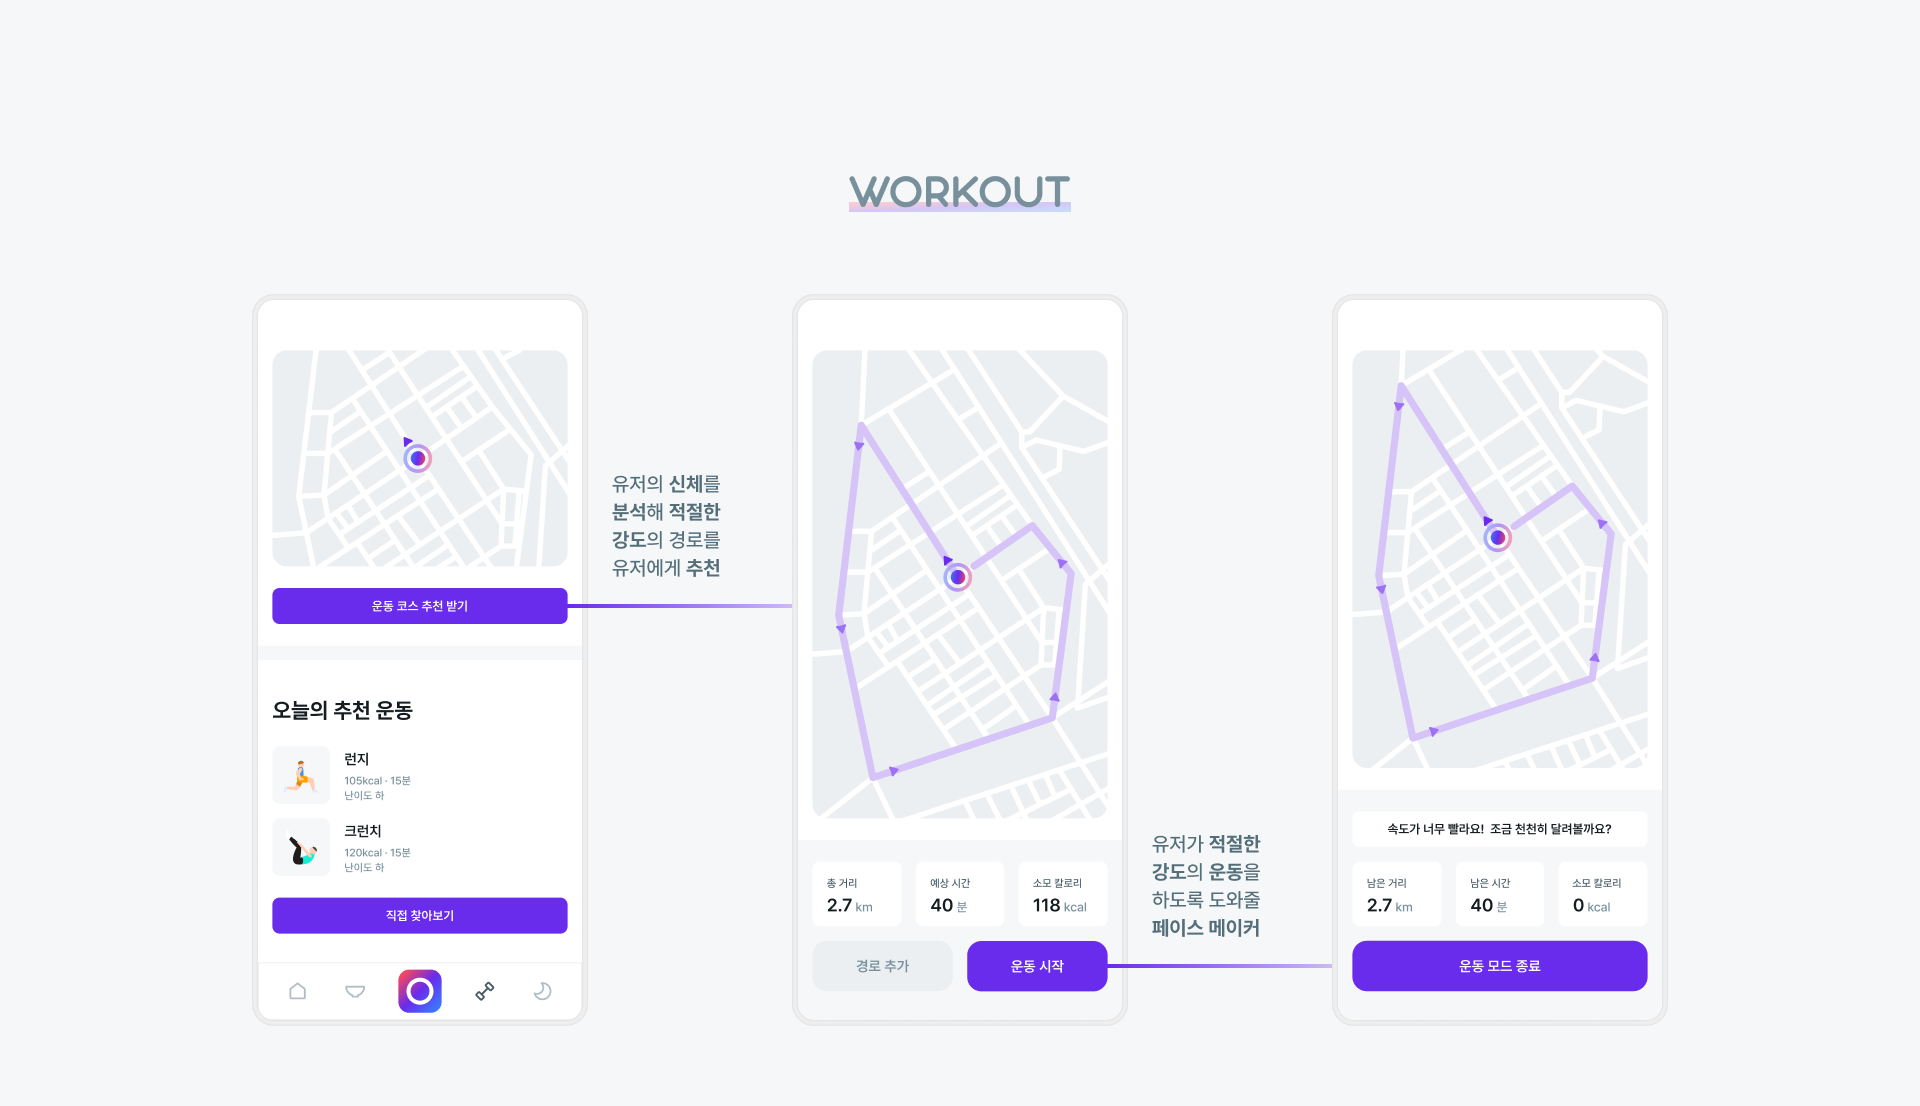 WORKOUT
유저의 신체를
분석해 적절한
강도의 경로를
유저에게 추천
운동 코스 추천 받기
오늘의 추천 운동
런지
105kcal · 15분
난이도 하
크런치
120kcal · 15분
난이도 하
직접 찾아보기
총 거리
2.7 km
예상 시간
40 분
소모 칼로리
118 kcal
경로 추가
운동 시작
유저가 적절한
강도의 운동을
하도록 도와줄
페이스 메이커
속도가 너무 빨라요! 조금 천천히 달려볼까요?
남은 거리
2.7 km
남은 시간
40 분
소모 칼로리
0 kcal
운동 모드 종료